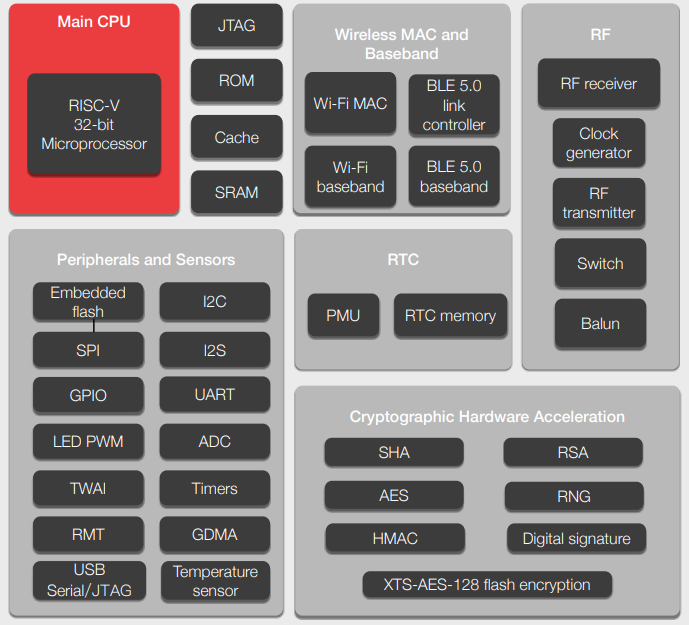 Main CPU
RISC-V
32-bit
Microprocessor
JTAG
ROM
Cache
SRAM
Wireless MAC and
Baseband
Wi-Fi MAC
BLE 5.0
link
controller
Wi-Fi
baseband
BLE 5.0
baseband
RF
RF receiver
Clock
generator
RF
transmitter
Switch
Balun
Peripherals and Sensors
Embedded
flash
I2C
SPI
I2S
GPIO
UART
LED PWM
ADC
TWAI
Timers
RMT
GDMA
USB
Serial/JTAG
Temperature
sensor
RTC
PMU
RTC memory
Cryptographic Hardware Acceleration
SHA
RSA
AES
RNG
HMAC
Digital signature
XTS-AES-128 flash encryption